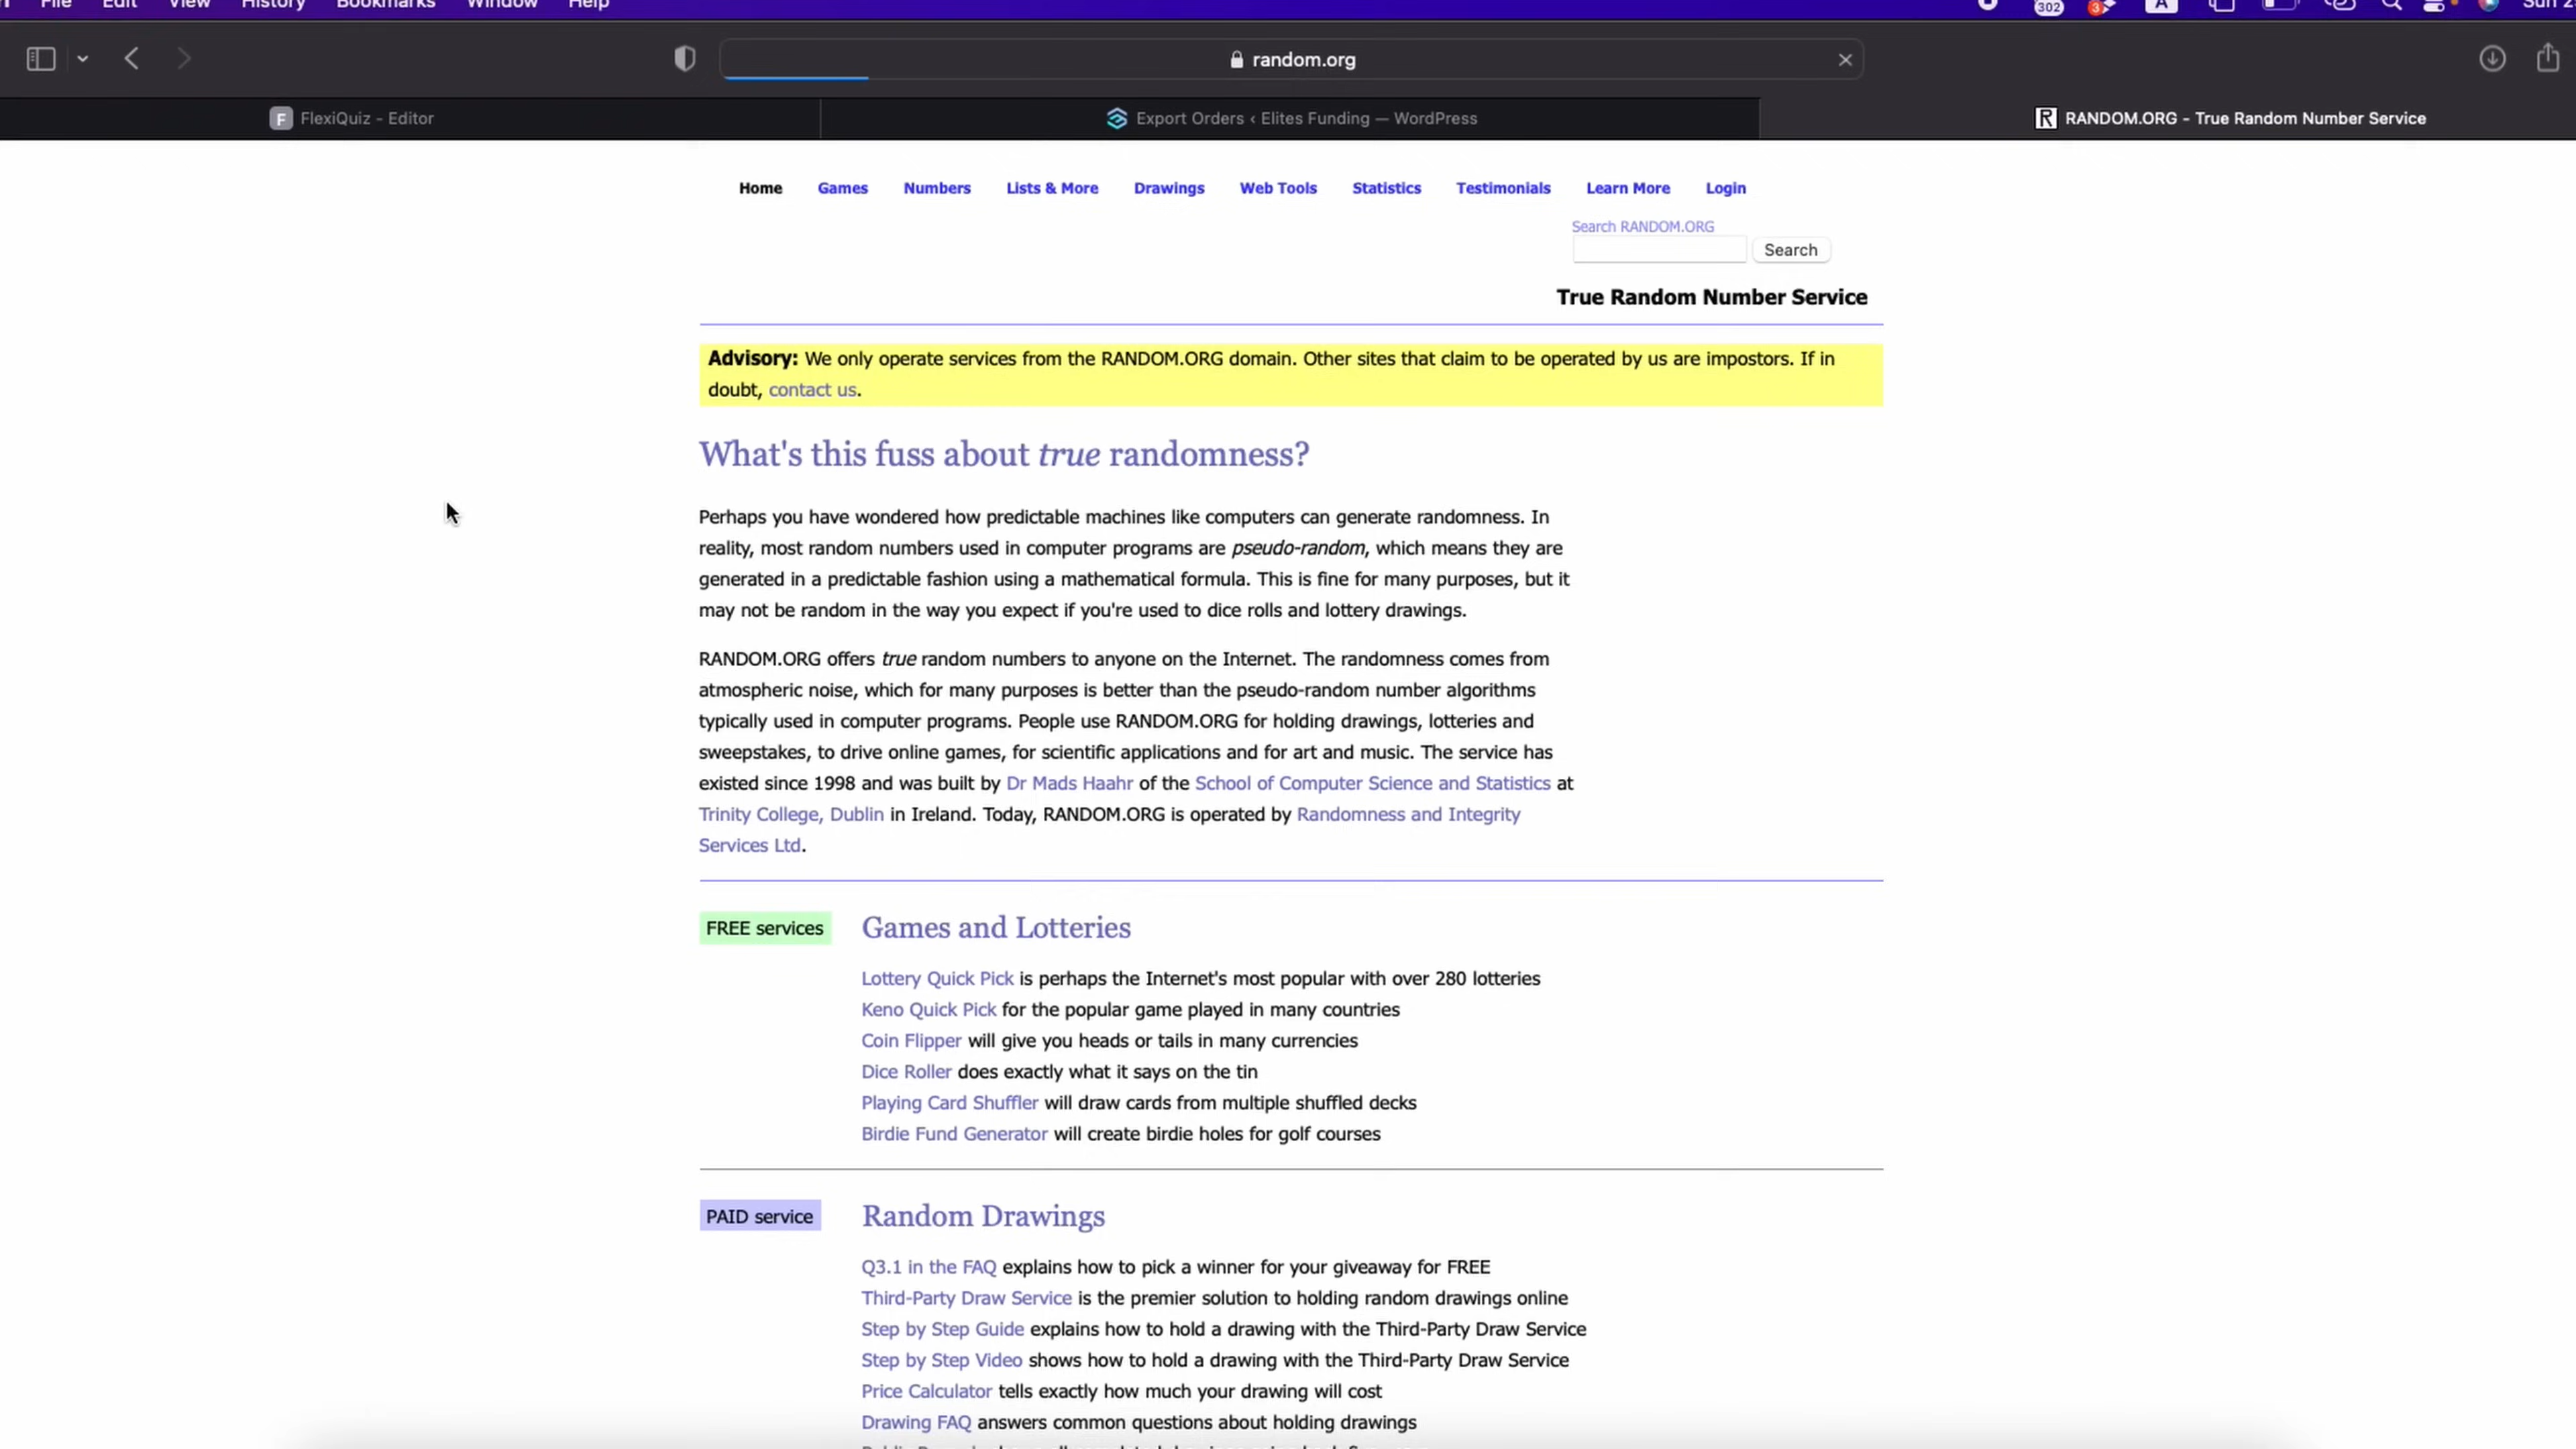 File Edit View History Bookmarks Window Help
302 3 A Sun 2
random.org
F FlexiQuiz - Editor
Export Orders ‹ Elites Funding — WordPress
R RANDOM.ORG - True Random Number Service
Home Games Numbers Lists & More Drawings Web Tools Statistics Testimonials Learn More Login
Search RANDOM.ORG
Search
True Random Number Service
Advisory: We only operate services from the RANDOM.ORG domain. Other sites that claim to be operated by us are impostors. If in
doubt, contact us.
What's this fuss about true randomness?
Perhaps you have wondered how predictable machines like computers can generate randomness. In
reality, most random numbers used in computer programs are pseudo-random, which means they are
generated in a predictable fashion using a mathematical formula. This is fine for many purposes, but it
may not be random in the way you expect if you're used to dice rolls and lottery drawings.
RANDOM.ORG offers true random numbers to anyone on the Internet. The randomness comes from
atmospheric noise, which for many purposes is better than the pseudo-random number algorithms
typically used in computer programs. People use RANDOM.ORG for holding drawings, lotteries and
sweepstakes, to drive online games, for scientific applications and for art and music. The service has
existed since 1998 and was built by Dr Mads Haahr of the School of Computer Science and Statistics at
Trinity College, Dublin in Ireland. Today, RANDOM.ORG is operated by Randomness and Integrity
Services Ltd.
FREE services
Games and Lotteries
Lottery Quick Pick is perhaps the Internet's most popular with over 280 lotteries
Keno Quick Pick for the popular game played in many countries
Coin Flipper will give you heads or tails in many currencies
Dice Roller does exactly what it says on the tin
Playing Card Shuffler will draw cards from multiple shuffled decks
Birdie Fund Generator will create birdie holes for golf courses
PAID service
Random Drawings
Q3.1 in the FAQ explains how to pick a winner for your giveaway for FREE
Third-Party Draw Service is the premier solution to holding random drawings online
Step by Step Guide explains how to hold a drawing with the Third-Party Draw Service
Step by Step Video shows how to hold a drawing with the Third-Party Draw Service
Price Calculator tells exactly how much your drawing will cost
Drawing FAQ answers common questions about holding drawings